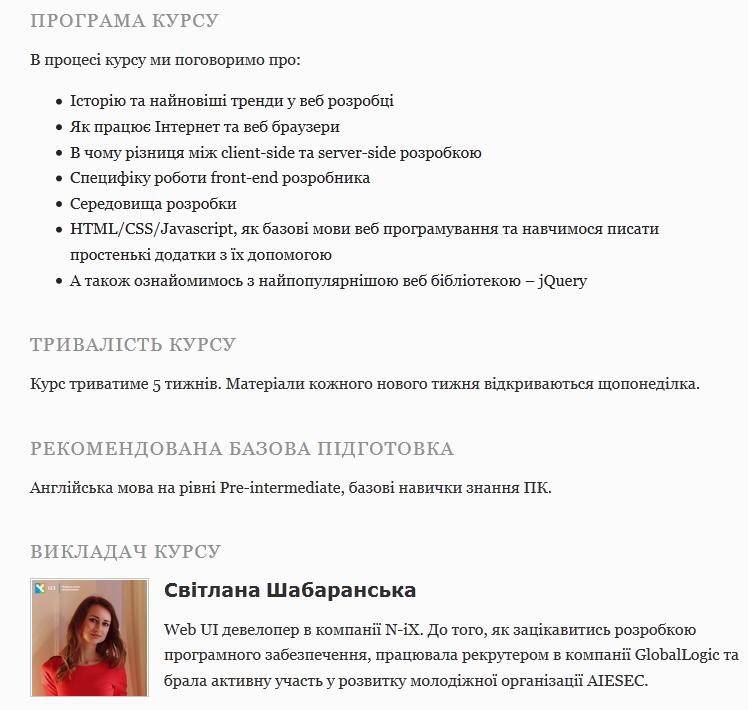 ПРОГРАМА КУРСУ
В процесі курсу ми поговоримо про:
• Історію та найновіші тренди у веб розробці
• Як працює Інтернет та веб браузери
• В чому різниця між client-side та server-side розробкою
• Специфіку роботи front-end розробника
• Середовища розробки
• HTML/CSS/Javascript, як базові мови веб програмування та навчимося писати
простенькі додатки з їх допомогою
• А також ознайомимось з найпопулярнішою веб бібліотекою – jQuery
ТРИВАЛІСТЬ КУРСУ
Курс триватиме 5 тижнів. Матеріали кожного нового тижня відкриваються щопонеділка.
РЕКОМЕНДОВАНА БАЗОВА ПІДГОТОВКА
Англійська мова на рівні Pre-intermediate, базові навички знання ПК.
ВИКЛАДАЧ КУРСУ
Світлана Шабаранська
Web UI девелопер в компанії N-iX. До того, як зацікавитись розробкою
програмного забезпечення, працювала рекрутером в компанії GlobalLogic та
брала активну участь у розвитку молодіжної організації AIESEC.